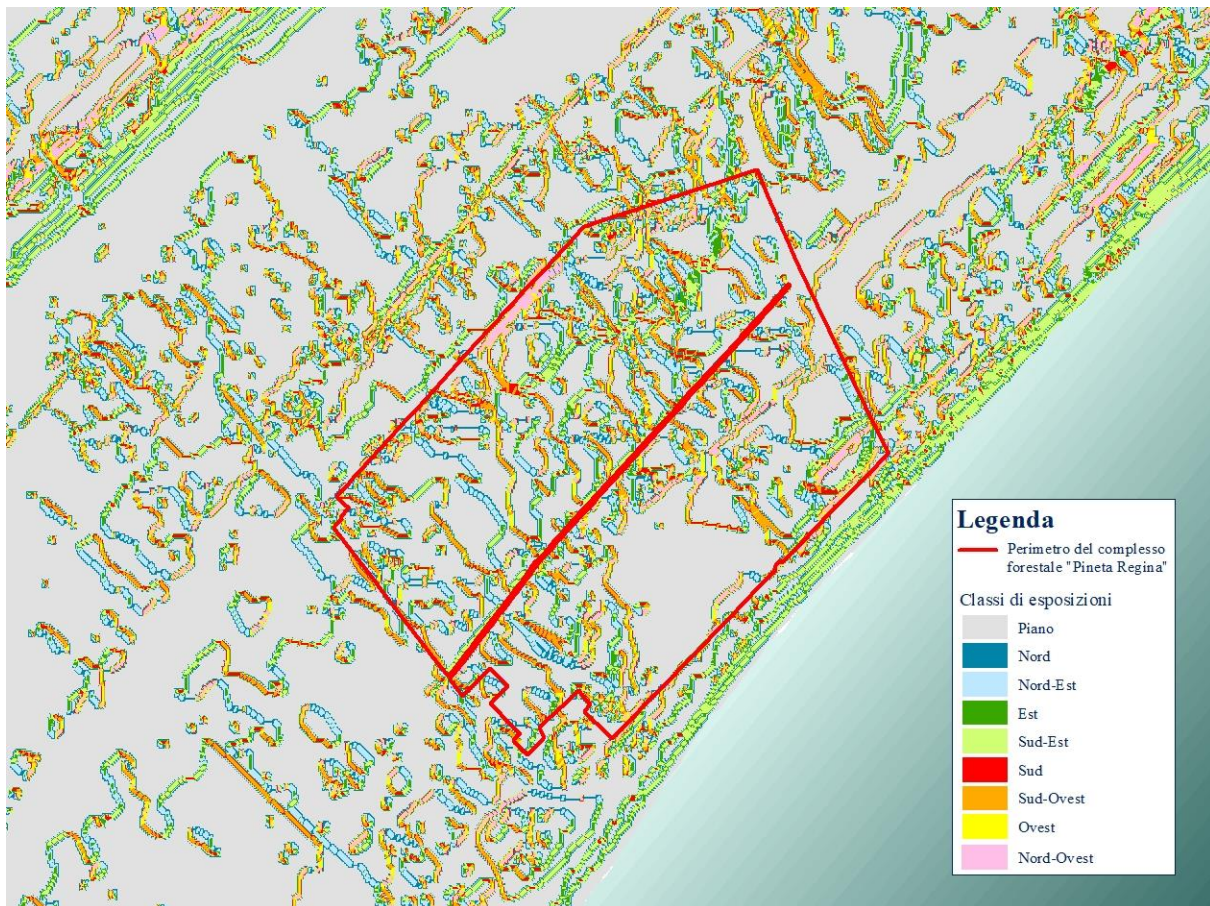 Legenda
Perimetro del complesso
forestale "Pineta Regina"
Classi di esposizioni
Piano
Nord
Nord-Est
Est
Sud-Est
Sud
Sud-Ovest
Ovest
Nord-Ovest